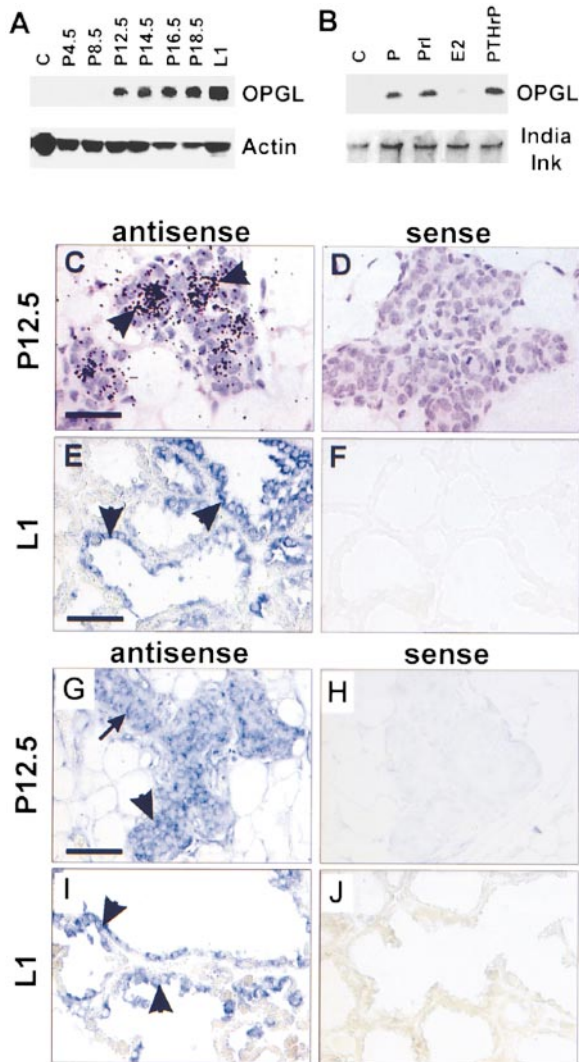 A
C P4.5 P8.5 P12.5 P14.5 P16.5 P18.5 L1
OPGL
Actin
B
C P Prl E2 PTHrP
OPGL
India
Ink
antisense sense
P12.5
C D
L1
E F
antisense sense
P12.5
G H
L1
I J